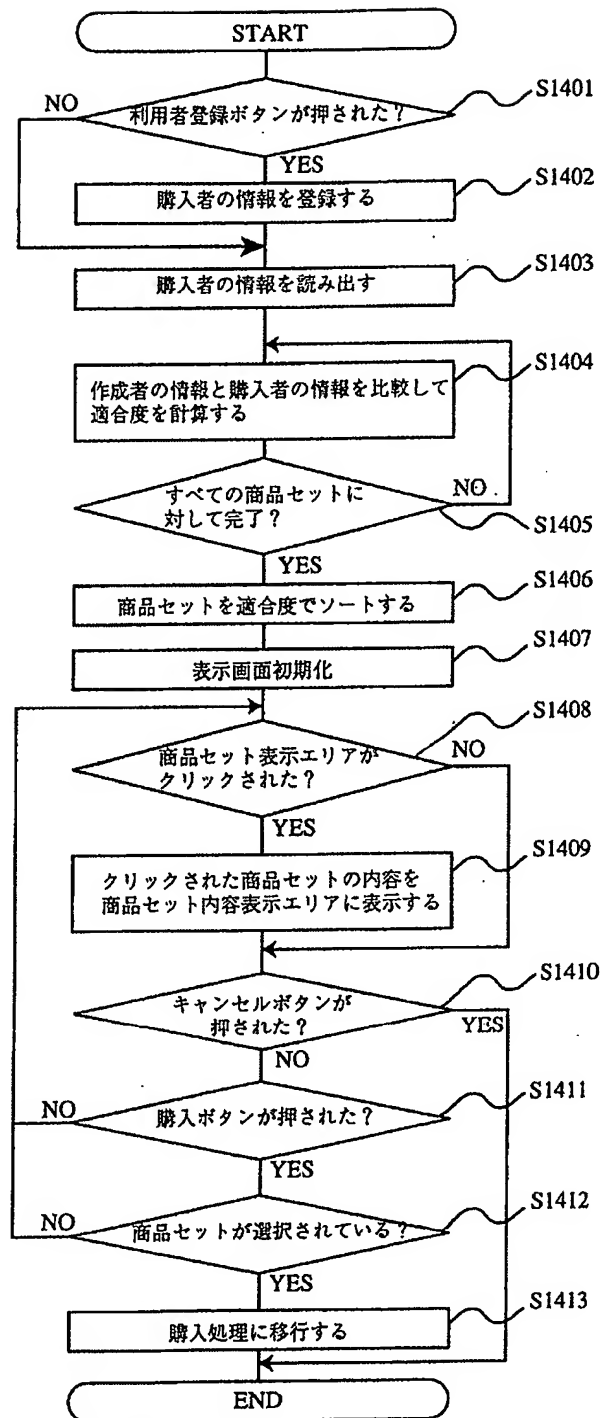 START
NO
利用者登録ボタンが押された？
S1401
YES
S1402
購入者の情報を登録する
S1403
購入者の情報を読み出す
S1404
作成者の情報と購入者の情報を比較して
適合度を計算する
すべての商品セットに
対して完了？
NO
S1405
YES
S1406
商品セットを適合度でソートする
S1407
表示画面初期化
S1408
商品セット表示エリアが
クリックされた？
NO
YES
S1409
クリックされた商品セットの内容を
商品セット内容表示エリアに表示する
S1410
キャンセルボタンが
押された？
YES
NO
S1411
NO
購入ボタンが押された？
YES
S1412
NO
商品セットが選択されている？
YES
S1413
購入処理に移行する
END